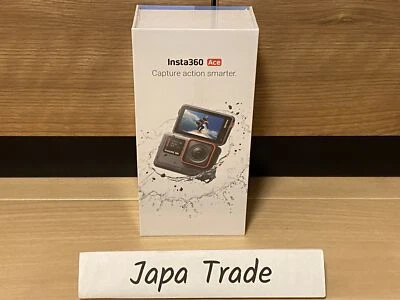 Insta360 Ace
Capture action smarter.
Japa Trade